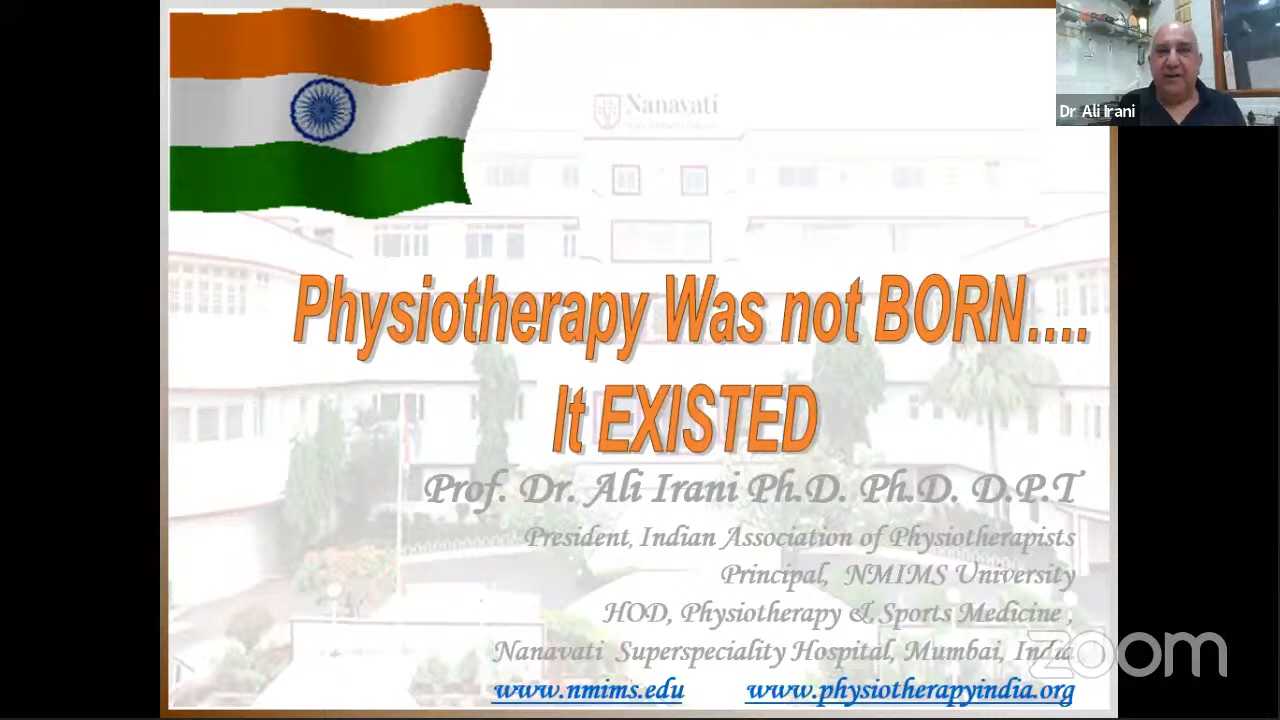 Dr Ali Irani
Nanavati
Physiotherapy Was not BORN....
It EXISTED
Prof. Dr. Ali Irani Ph.D. Ph.D. D.P.T
President, Indian Association of Physiotherapists
Principal, NMIMS University
HOD, Physiotherapy & Sports Medicine ,
Nanavati Superspeciality Hospital, Mumbai, India
zoom
www.nmims.edu www.physiotherapyindia.org